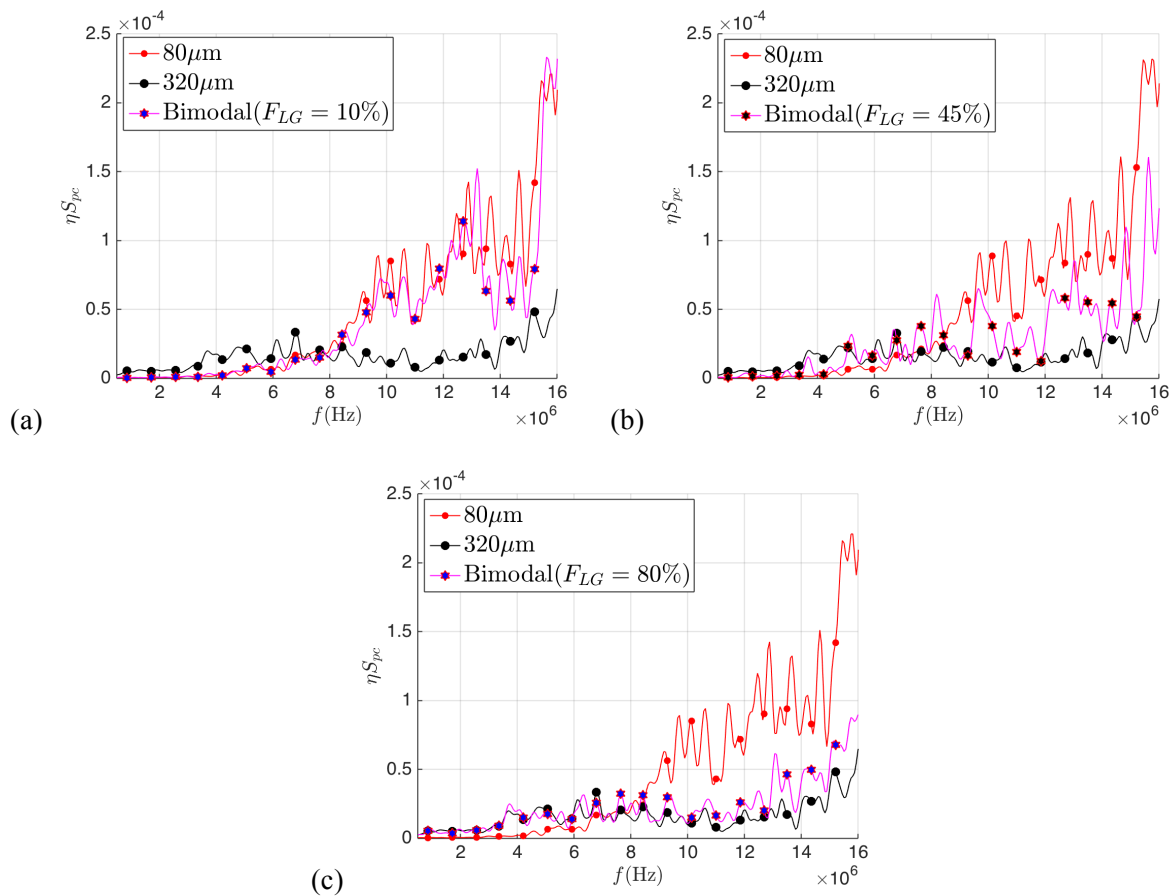 ×10⁻⁴
2.5
2
1.5
1
0.5
0
ηS_pc
80μm
320μm
Bimodal(F_LG = 10%)
2 4 6 8 10 12 14 16
f(Hz)
×10⁶
(a)
×10⁻⁴
2.5
2
1.5
1
0.5
0
ηS_pc
80μm
320μm
Bimodal(F_LG = 45%)
2 4 6 8 10 12 14 16
f(Hz)
×10⁶
(b)
×10⁻⁴
2.5
2
1.5
1
0.5
0
ηS_pc
80μm
320μm
Bimodal(F_LG = 80%)
2 4 6 8 10 12 14 16
f(Hz)
×10⁶
(c)